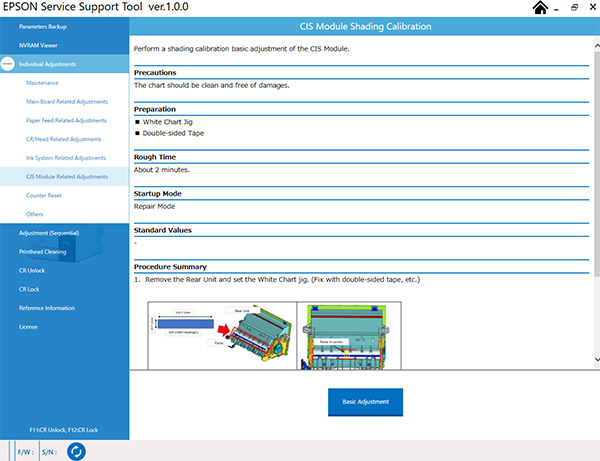 EPSON Service Support Tool ver.1.0.0
Parameters Backup
NVRAM Viewer
Individual Adjustments
Maintenance
Main Board Related Adjustments
Paper Feed Related Adjustments
CR/Head Related Adjustments
Ink System Related Adjustments
CIS Module Related Adjustments
Counter Reset
Others
Adjustment (Sequential)
Printhead Cleaning
CR Unlock
CR Lock
Reference Information
License
F11:CR Unlock, F12:CR Lock
CIS Module Shading Calibration
Perform a shading calibration basic adjustment of the CIS Module.
Precautions
The chart should be clean and free of damages.
Preparation
■ White Chart Jig
■ Double-sided Tape
Rough Time
About 2 minutes.
Startup Mode
Repair Mode
Standard Values
-
Procedure Summary
1. Remove the Rear Unit and set the White Chart jig. (Fix with double-sided tape, etc.)
Rear Unit
Paste
Paste in center
Basic Adjustment
F/W : S/N :